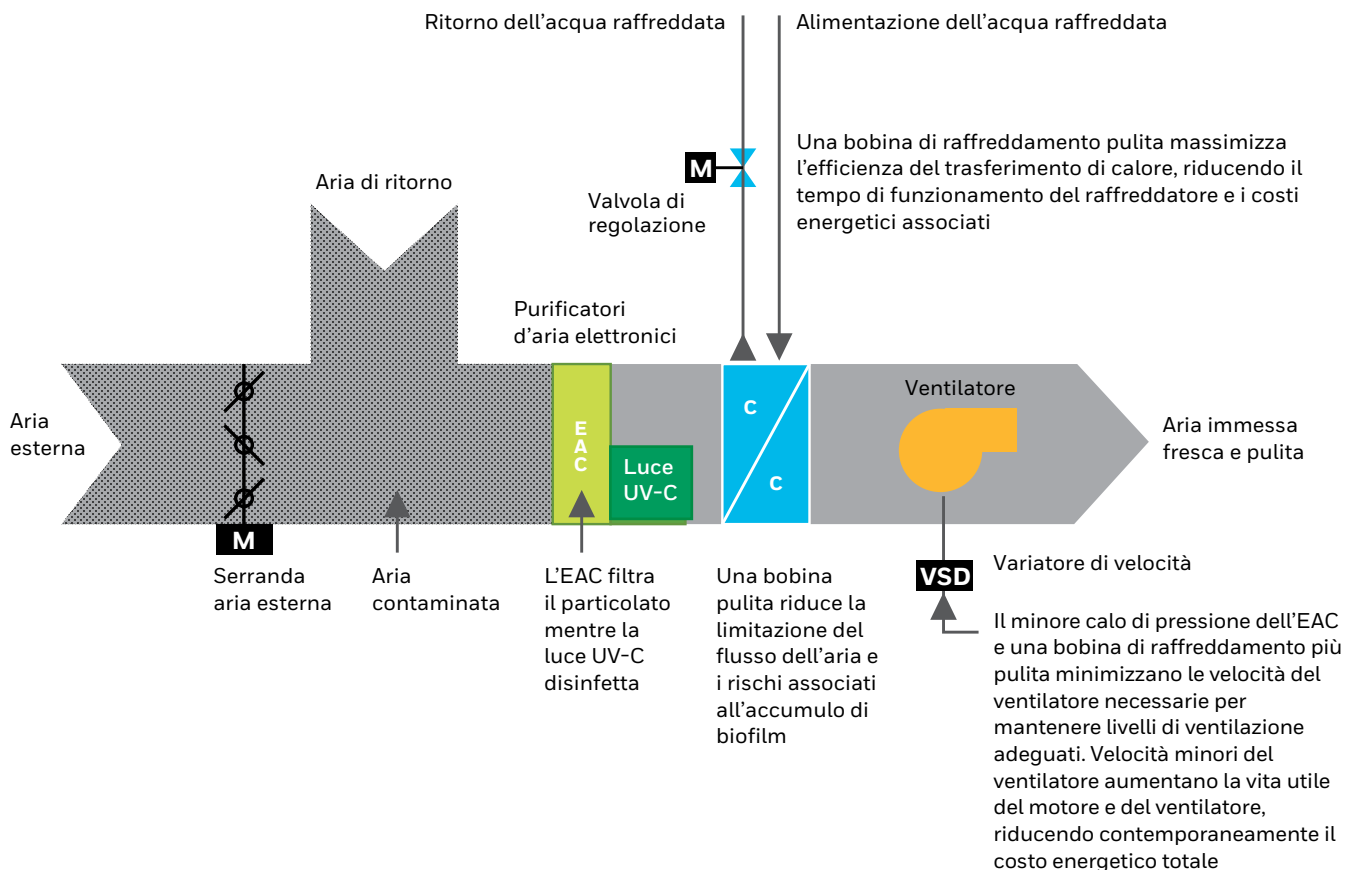 Ritorno dell’acqua raffreddata
Alimentazione dell’acqua raffreddata
Una bobina di raffreddamento pulita massimizza
l’efficienza del trasferimento di calore, riducendo il
tempo di funzionamento del raffreddatore e i costi
energetici associati
M
Valvola di
regolazione
Aria di ritorno
Purificatori
d’aria elettronici
Aria
esterna
EAC
Luce
UV-C
C
C
Ventilatore
Aria immessa
fresca e pulita
M
Serranda
aria esterna
Aria
contaminata
L’EAC filtra
il particolato
mentre la
luce UV-C
disinfetta
Una bobina
pulita riduce la
limitazione del
flusso dell’aria e
i rischi associati
all’accumulo di
biofilm
VSD
Variatore di velocità
Il minore calo di pressione dell’EAC
e una bobina di raffreddamento più
pulita minimizzano le velocità del
ventilatore necessarie per
mantenere livelli di ventilazione
adeguati. Velocità minori del
ventilatore aumentano la vita utile
del motore e del ventilatore,
riducendo contemporaneamente il
costo energetico totale